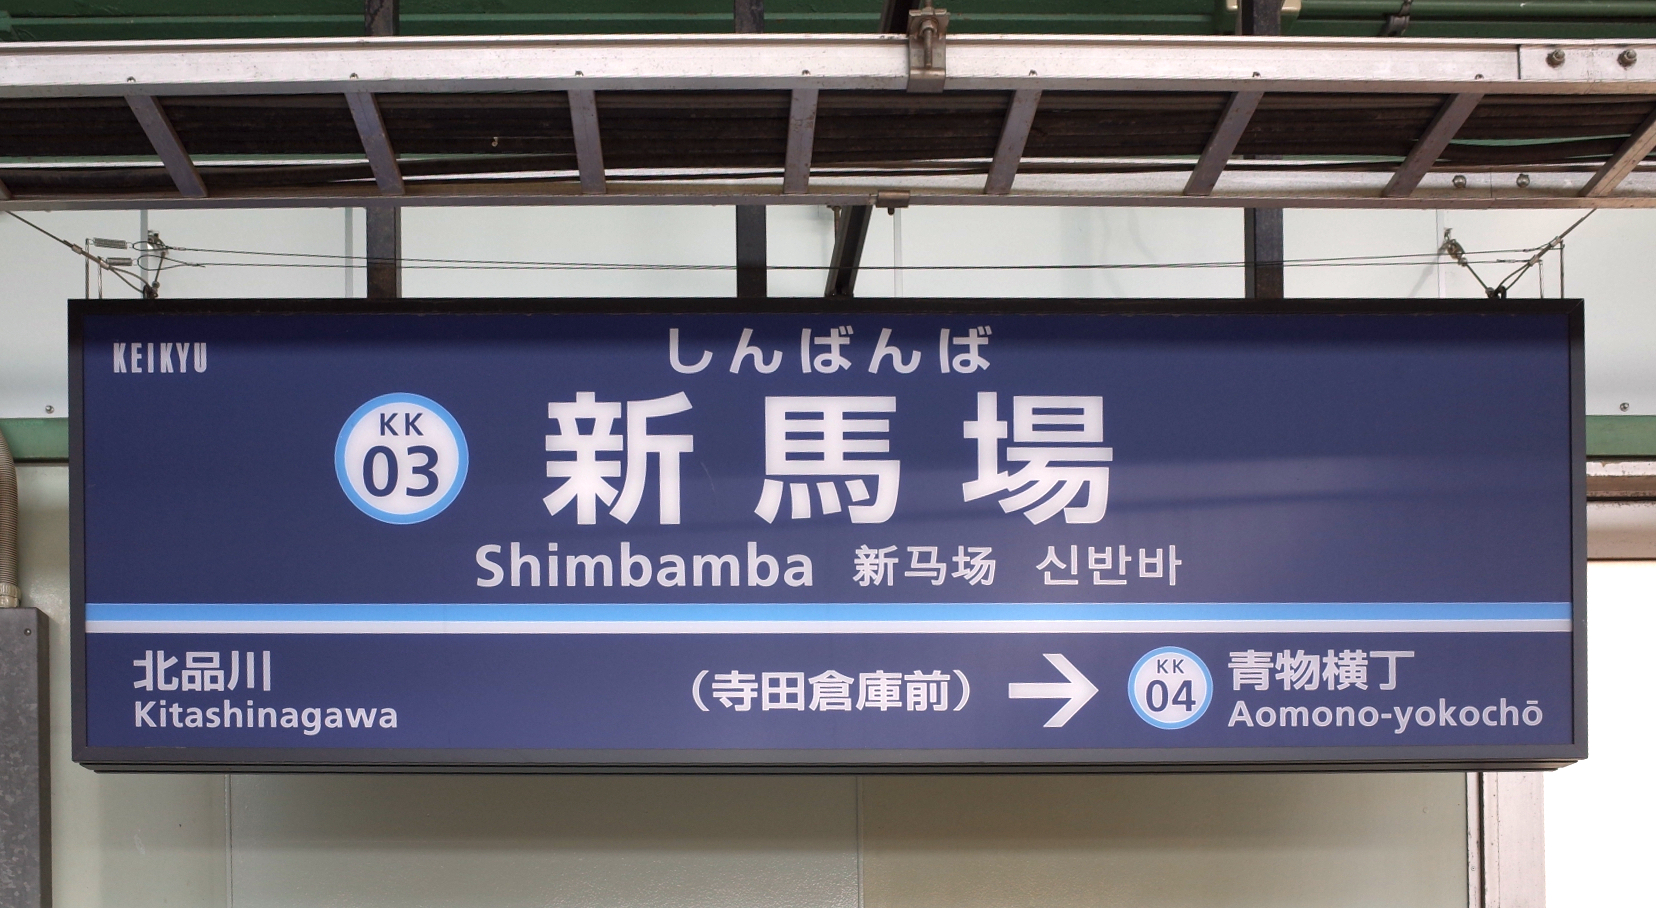 KEIKYU
しんばんば
KK
03
新馬場
Shimbamba 新马场 신반바
北品川
Kitashinagawa
（寺田倉庫前）
→
KK
04
青物横丁
Aomono-yokochō